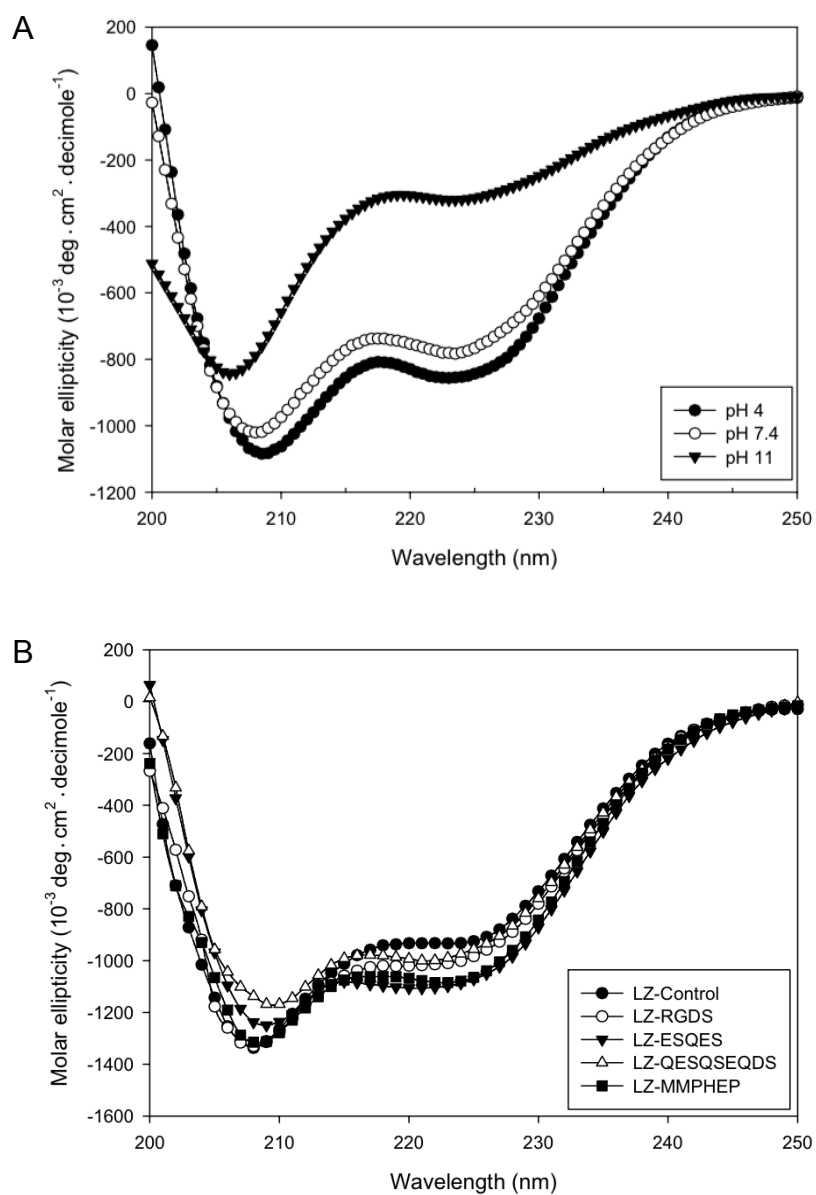 A
200
0
-200
-400
-600
-800
-1000
-1200
Molar ellipticity (10⁻³ deg · cm² · decimole⁻¹)
pH 4
pH 7.4
pH 11
200 210 220 230 240 250
Wavelength (nm)
B
200
0
-200
-400
-600
-800
-1000
-1200
-1400
-1600
Molar ellipticity (10⁻³ deg · cm² · decimole⁻¹)
LZ-Control
LZ-RGDS
LZ-ESQES
LZ-QESQSEQDS
LZ-MMPHEP
200 210 220 230 240 250
Wavelength (nm)